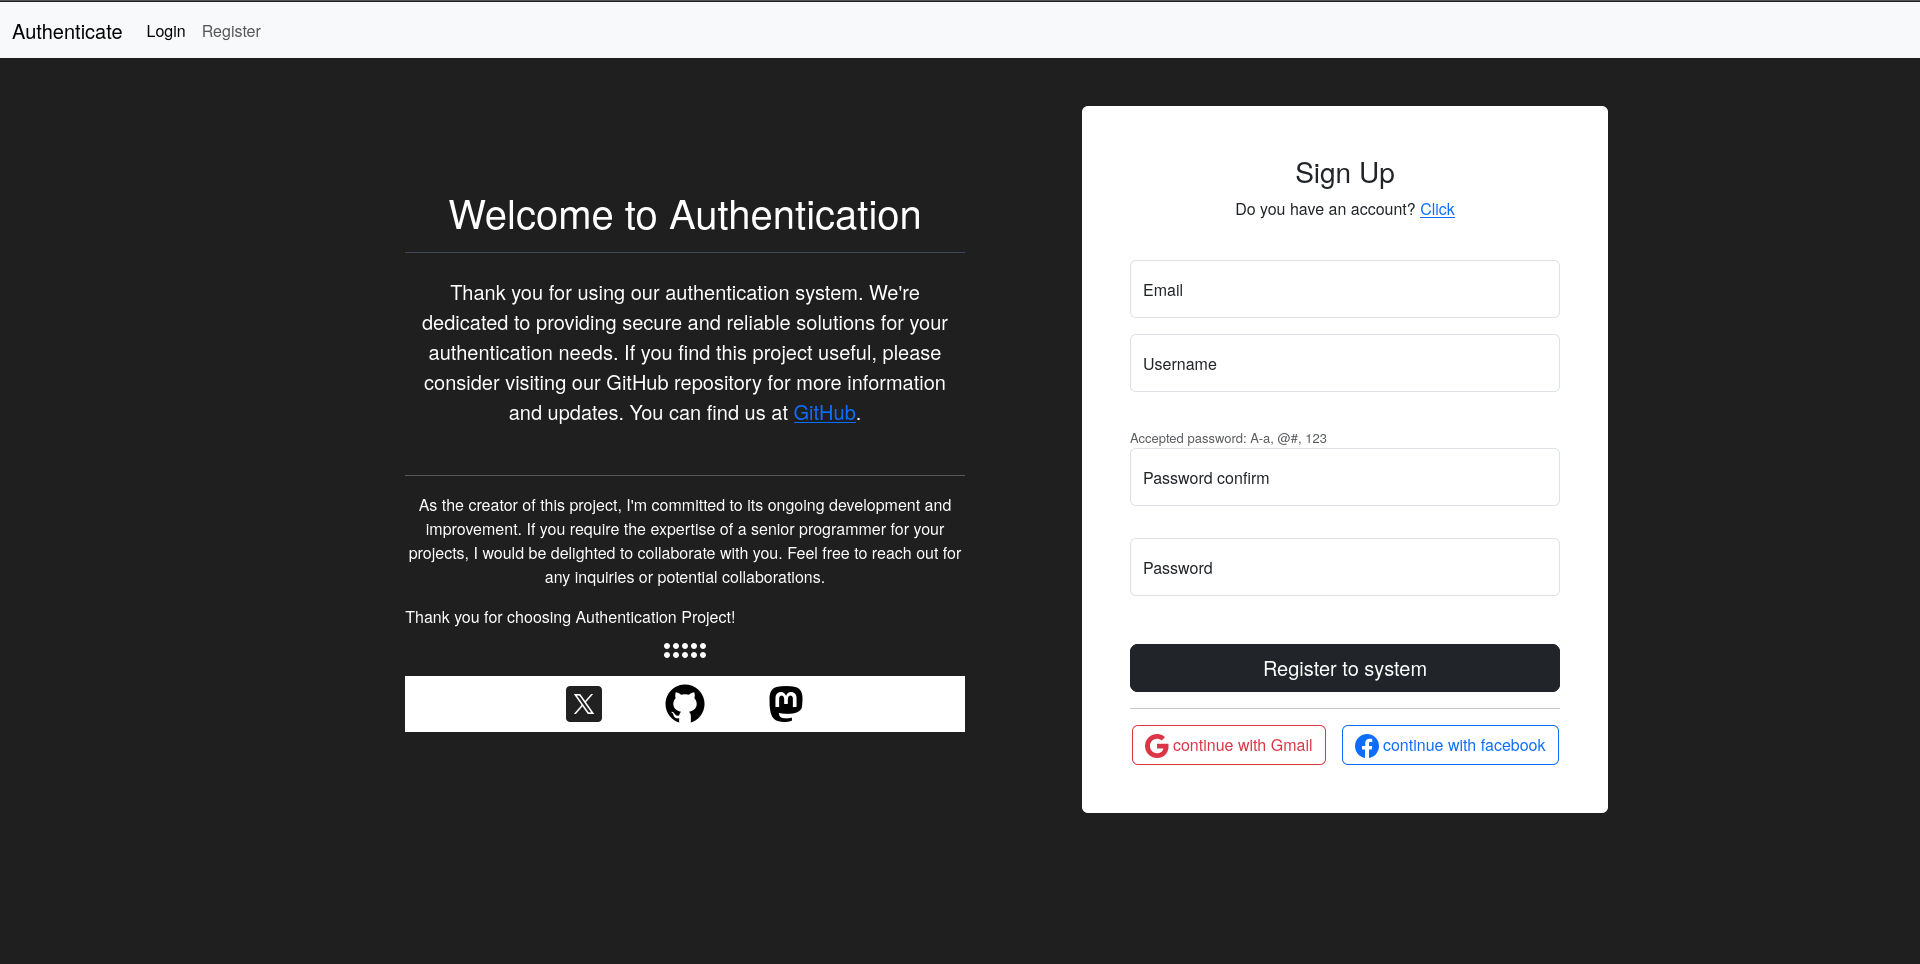 Authenticate
Login
Register
Welcome to Authentication
Thank you for using our authentication system. We're
dedicated to providing secure and reliable solutions for your
authentication needs. If you find this project useful, please
consider visiting our GitHub repository for more information
and updates. You can find us at GitHub.
As the creator of this project, I'm committed to its ongoing development and
improvement. If you require the expertise of a senior programmer for your
projects, I would be delighted to collaborate with you. Feel free to reach out for
any inquiries or potential collaborations.
Thank you for choosing Authentication Project!
Sign Up
Do you have an account? Click
Email
Username
Accepted password: A-a, @#, 123
Password confirm
Password
Register to system
continue with Gmail
continue with facebook